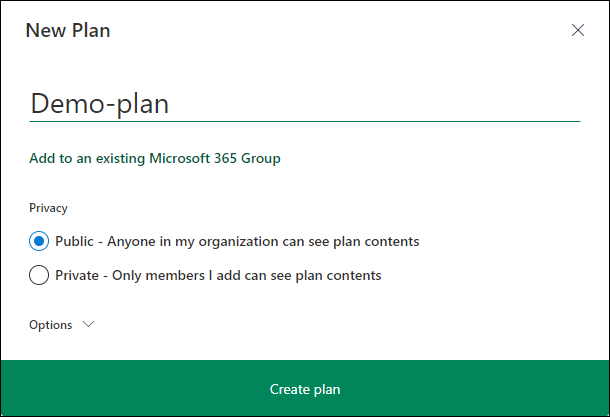 New Plan
Demo-plan
Add to an existing Microsoft 365 Group
Privacy
Public - Anyone in my organization can see plan contents
Private - Only members I add can see plan contents
Options
Create plan